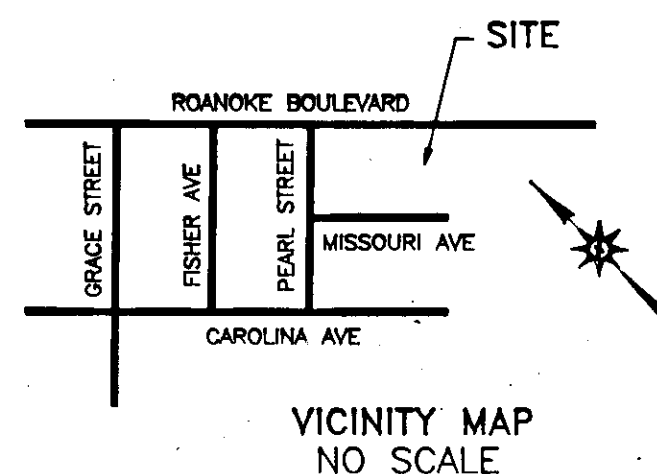 SITE
ROANOKE BOULEVARD
GRACE STREET
FISHER AVE
PEARL STREET
MISSOURI AVE
CAROLINA AVE
VICINITY MAP
NO SCALE